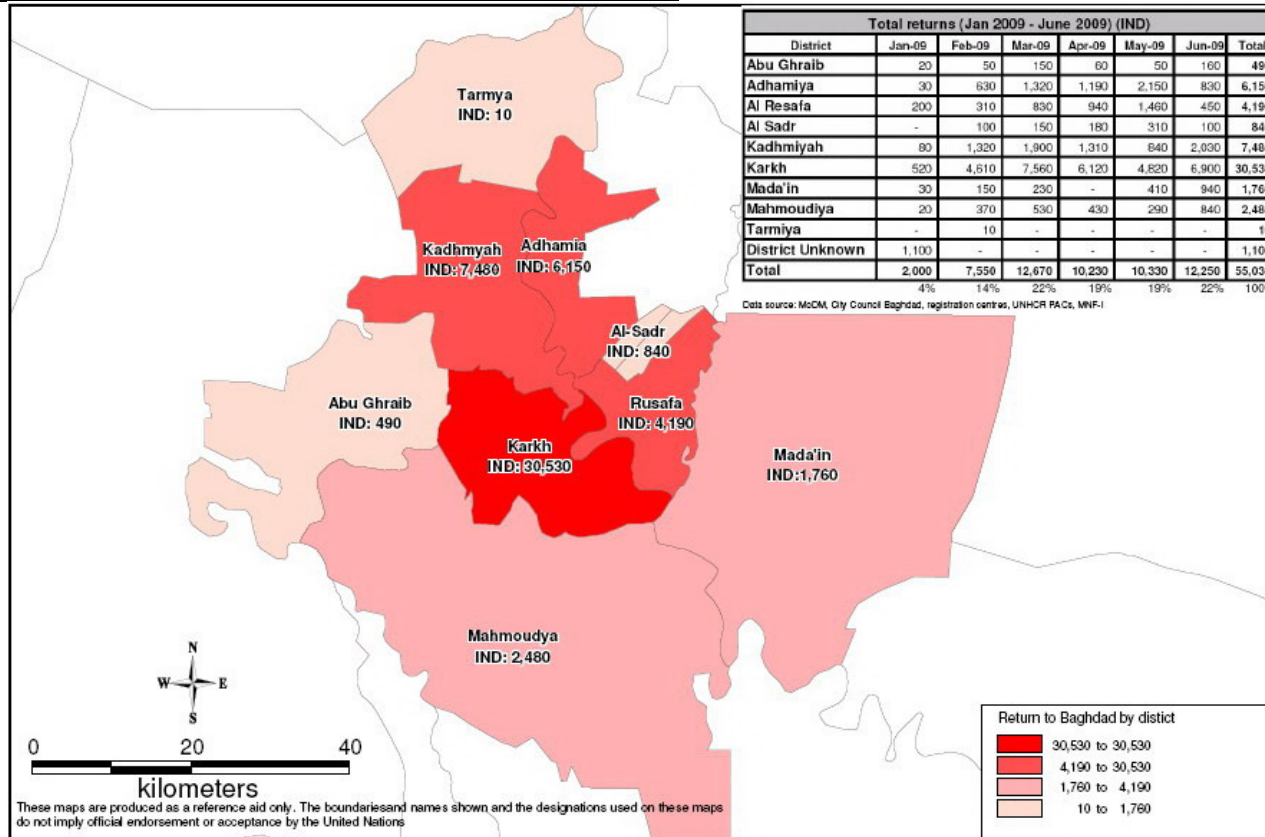 Total returns (Jan 2009 - June 2009) (IND)
District Jan-09 Feb-09 Mar-09 Apr-09 May-09 Jun-09 Total
Abu Ghraib 20 50 150 60 50 160 49
Adhamiya 30 630 1,320 1,190 2,150 830 6,15
Al Resafa 200 310 830 940 1,460 450 4,19
Al Sadr - 100 150 180 310 100 84
Kadhmiyah 80 1,320 1,900 1,310 840 2,030 7,48
Karkh 520 4,610 7,560 6,120 4,820 6,900 30,53
Mada'in 30 150 230 - 410 940 1,76
Mahmoudiya 20 370 530 430 290 840 2,48
Tarmiya - 10 - - - - 1
District Unknown 1,100 - - - - - 1,10
Total 2,000 7,550 12,670 10,230 10,330 12,250 55,03
4% 14% 22% 19% 19% 22% 100
Data source: MoDM, City Council Baghdad, registration centres, UNHCR PACs, MNF-I
Tarmya
IND: 10
Kadhmyah
IND: 7,480
Adhamia
IND: 6,150
Al-Sadr
IND: 840
Abu Ghraib
IND: 490
Rusafa
IND: 4,190
Karkh
IND: 30,530
Mada'in
IND:1,760
Mahmoudya
IND: 2,480
N
W E
S
0 20 40
kilometers
These maps are produced as a reference aid only. The boundariesand names shown and the designations used on these maps
do not imply official endorsement or acceptance by the United Nations
Return to Baghdad by distict
30,530 to 30,530
4,190 to 30,530
1,760 to 4,190
10 to 1,760